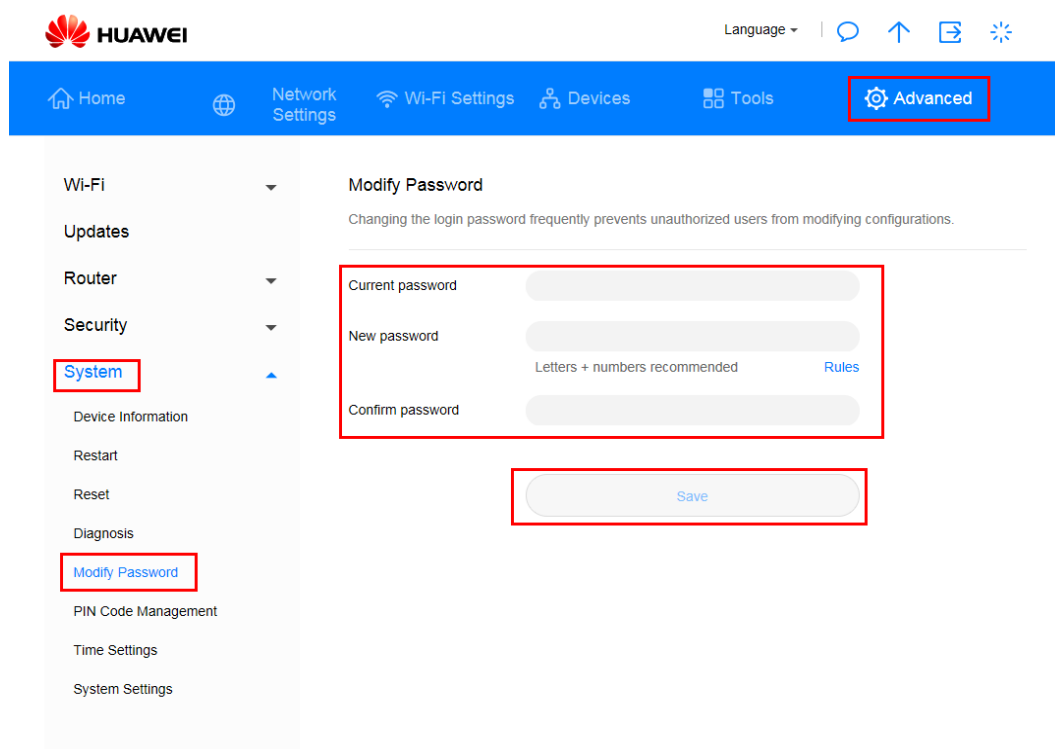 HUAWEI
Language
Home
Network
Settings
Wi-Fi Settings
Devices
Tools
Advanced
Wi-Fi
Updates
Router
Security
System
Device Information
Restart
Reset
Diagnosis
Modify Password
PIN Code Management
Time Settings
System Settings
Modify Password
Changing the login password frequently prevents unauthorized users from modifying configurations.
Current password
New password
Letters + numbers recommended Rules
Confirm password
Save